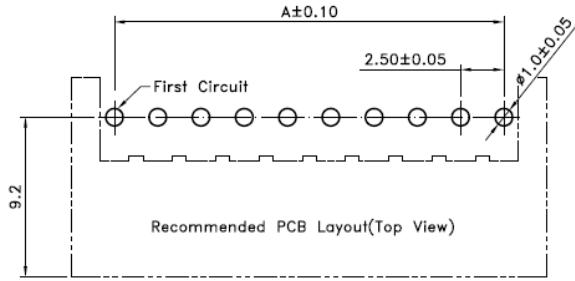 A±0.10
2.50±0.05
ø1.0±0.05
First Circuit
9.2
Recommended PCB Layout(Top View)